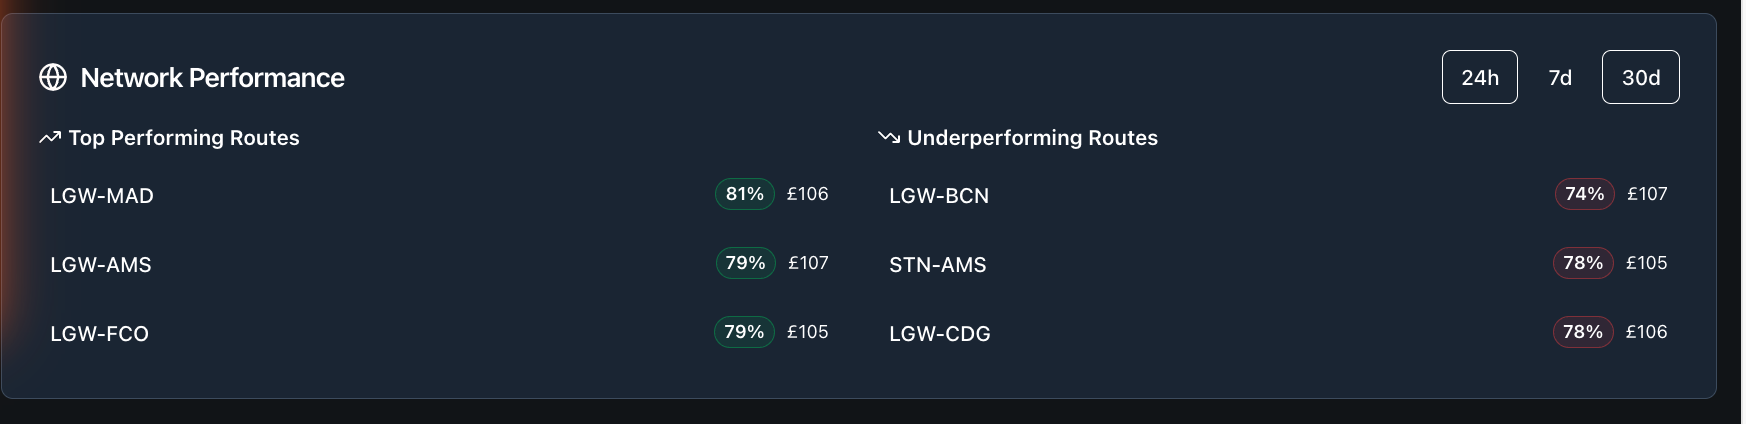 Network Performance
24h 7d 30d
Top Performing Routes
LGW-MAD 81% £106
LGW-AMS 79% £107
LGW-FCO 79% £105
Underperforming Routes
LGW-BCN 74% £107
STN-AMS 78% £105
LGW-CDG 78% £106